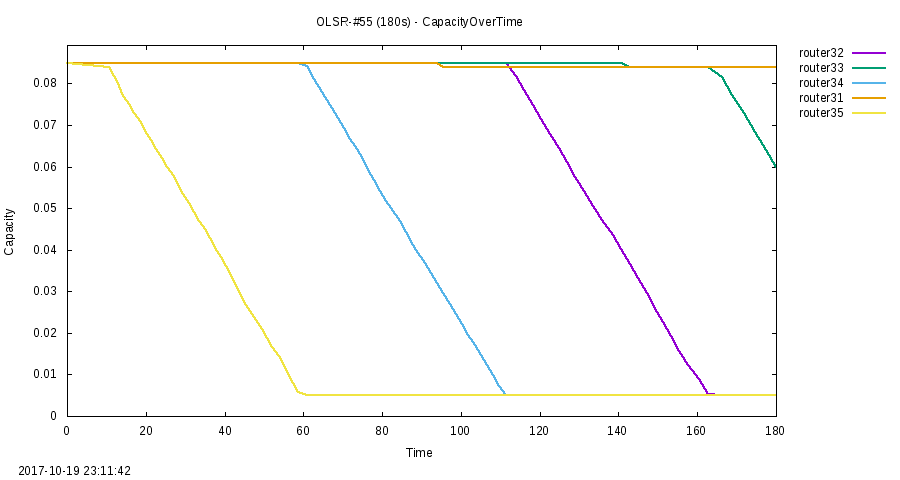 OLSR-#55 (180s) - CapacityOverTime
router32
router33
router34
router31
router35
Capacity
0.08
0.07
0.06
0.05
0.04
0.03
0.02
0.01
0
0 20 40 60 80 100 120 140 160 180
Time
2017-10-19 23:11:42